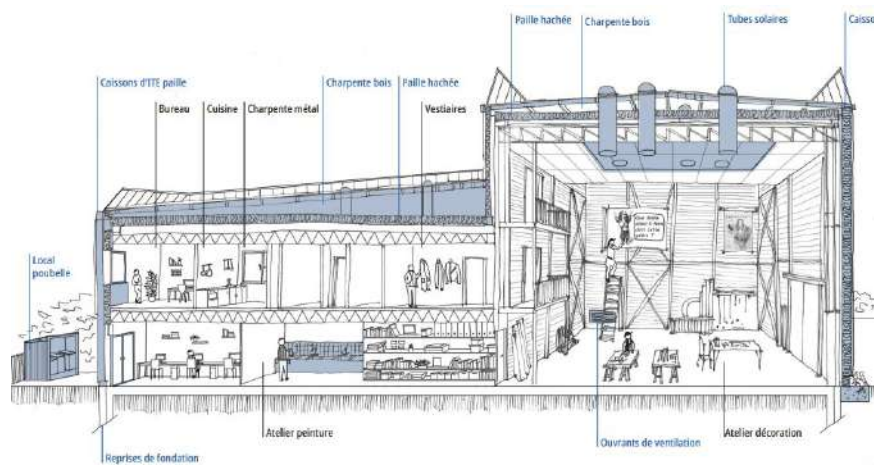 Paille hachée
Charpente bois
Tubes solaires
Caisso
Caissons d'ITE paille
Charpente bois
Paille hachée
Bureau
Cuisine
Charpente métal
Vestiaires
Local
poubelle
Atelier peinture
Ouvrants de ventilation
Atelier décoration
Reprises de fondation